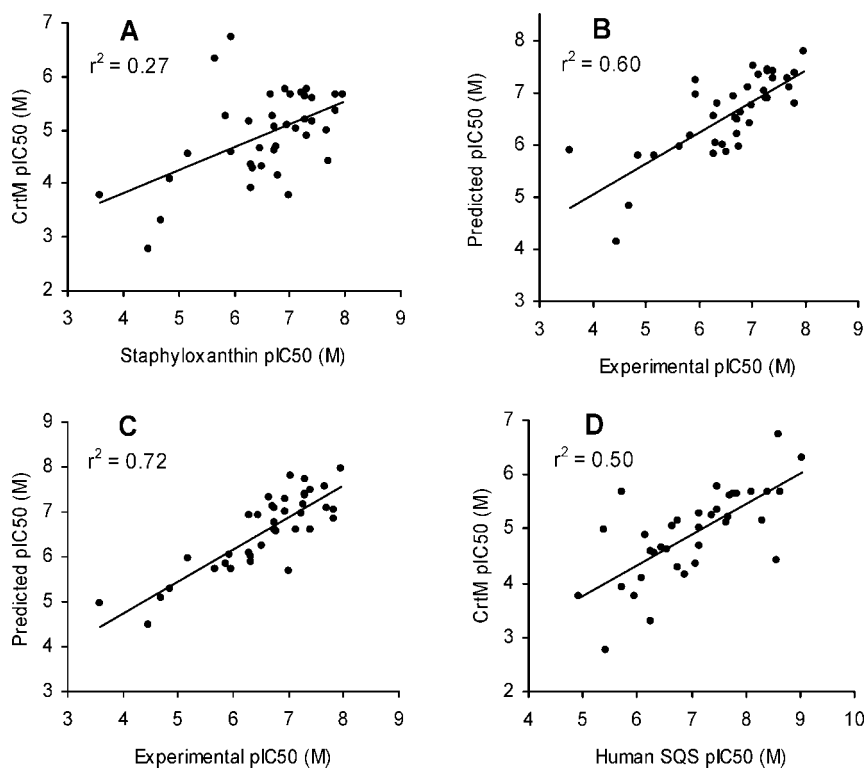 A
r² = 0.27
CrtM pIC50 (M)
7
6
5
4
3
2
3 4 5 6 7 8 9
Staphyloxanthin pIC50 (M)
B
r² = 0.60
Predicted pIC50 (M)
8
7
6
5
4
3
3 4 5 6 7 8 9
Experimental pIC50 (M)
C
r² = 0.72
Predicted pIC50 (M)
9
8
7
6
5
4
3
3 4 5 6 7 8 9
Experimental pIC50 (M)
D
r² = 0.50
CrtM pIC50 (M)
7
6
5
4
3
2
4 5 6 7 8 9 10
Human SQS pIC50 (M)